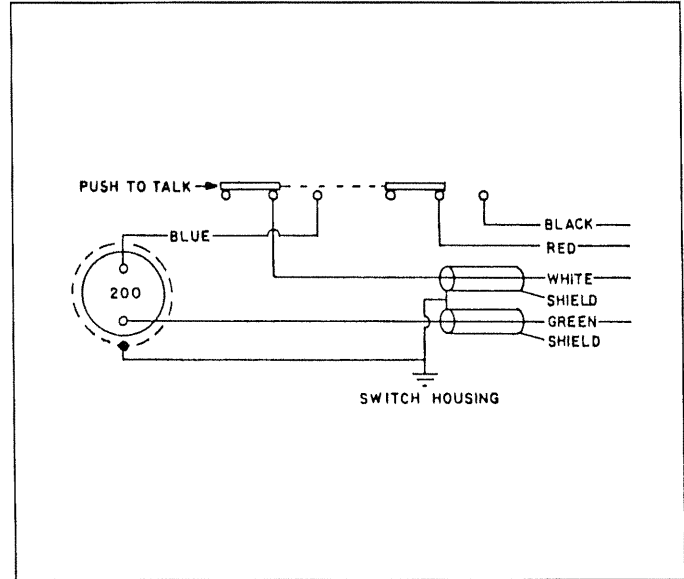 PUSH TO TALK
BLACK
BLUE
RED
200
WHITE
SHIELD
GREEN
SHIELD
SWITCH HOUSING